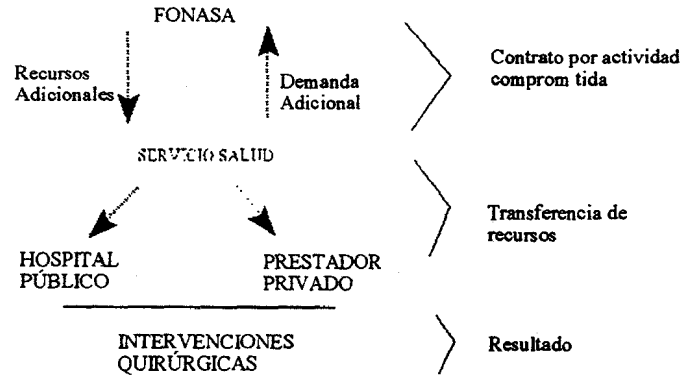 FONASA
Recursos
Adicionales
Demanda
Adicional
Contrato por actividad
comprom tida
SERVICIO SALUD
Transferencia de
recursos
HOSPITAL
PÚBLICO
PRESTADOR
PRIVADO
INTERVENCIONES
QUIRÚRGICAS
Resultado